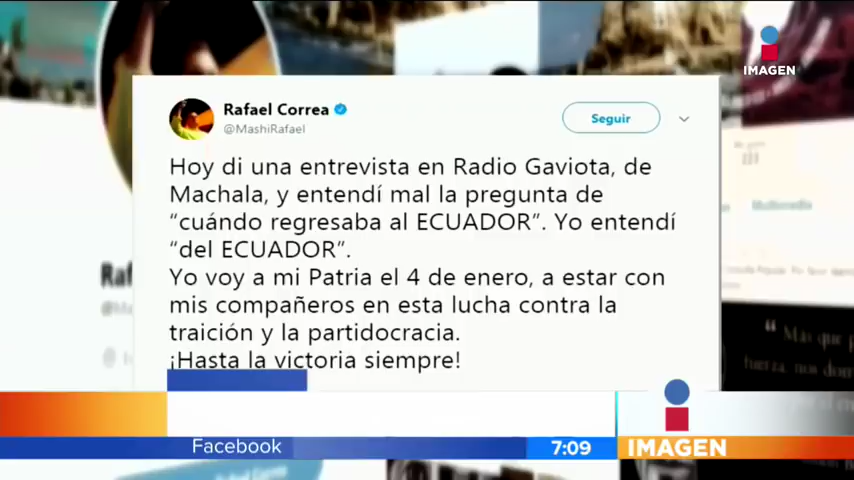 IMAGEN
Rafael Correa
@MashiRafael
Seguir
Hoy di una entrevista en Radio Gaviota, de
Machala, y entendí mal la pregunta de
“cuándo regresaba al ECUADOR”. Yo entendí
“del ECUADOR”.
Yo voy a mi Patria el 4 de enero, a estar con
mis compañeros en esta lucha contra la
traición y la partidocracia.
¡Hasta la victoria siempre!
Facebook
7:09
IMAGEN